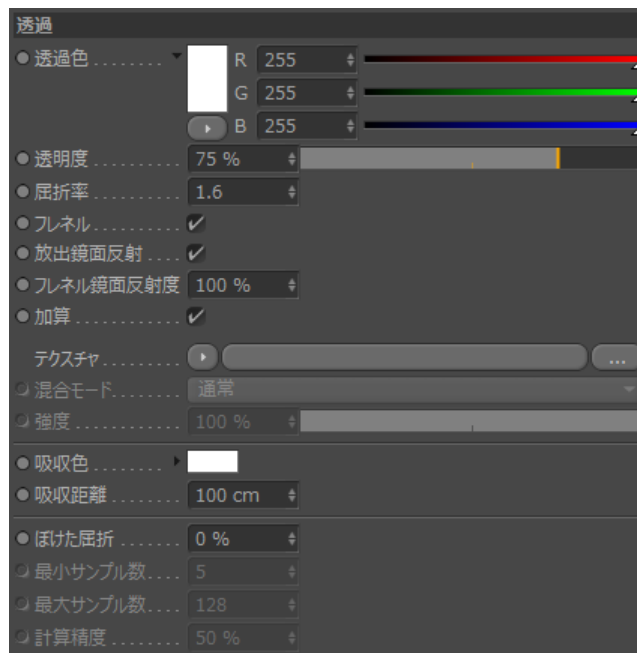 透過
透過色 . . . . . . . . R 255
G 255
B 255
透明度 . . . . . . . . 75 %
屈折率 . . . . . . . . 1.6
フレネル . . . . . . .
放出鏡面反射 . . . .
フレネル鏡面反射度 100 %
加算 . . . . . . . . . . .
テクスチャ . . . . . . . . . ...
混合モード . . . . . . . . 通常
強度 . . . . . . . . . . . 100 %
吸収色 . . . . . . . .
吸収距離 . . . . . . . 100 cm
ぼけた屈折 . . . . . . . 0 %
最小サンプル数 . . . . 5
最大サンプル数 . . . . 128
計算精度 . . . . . . . . 50 %